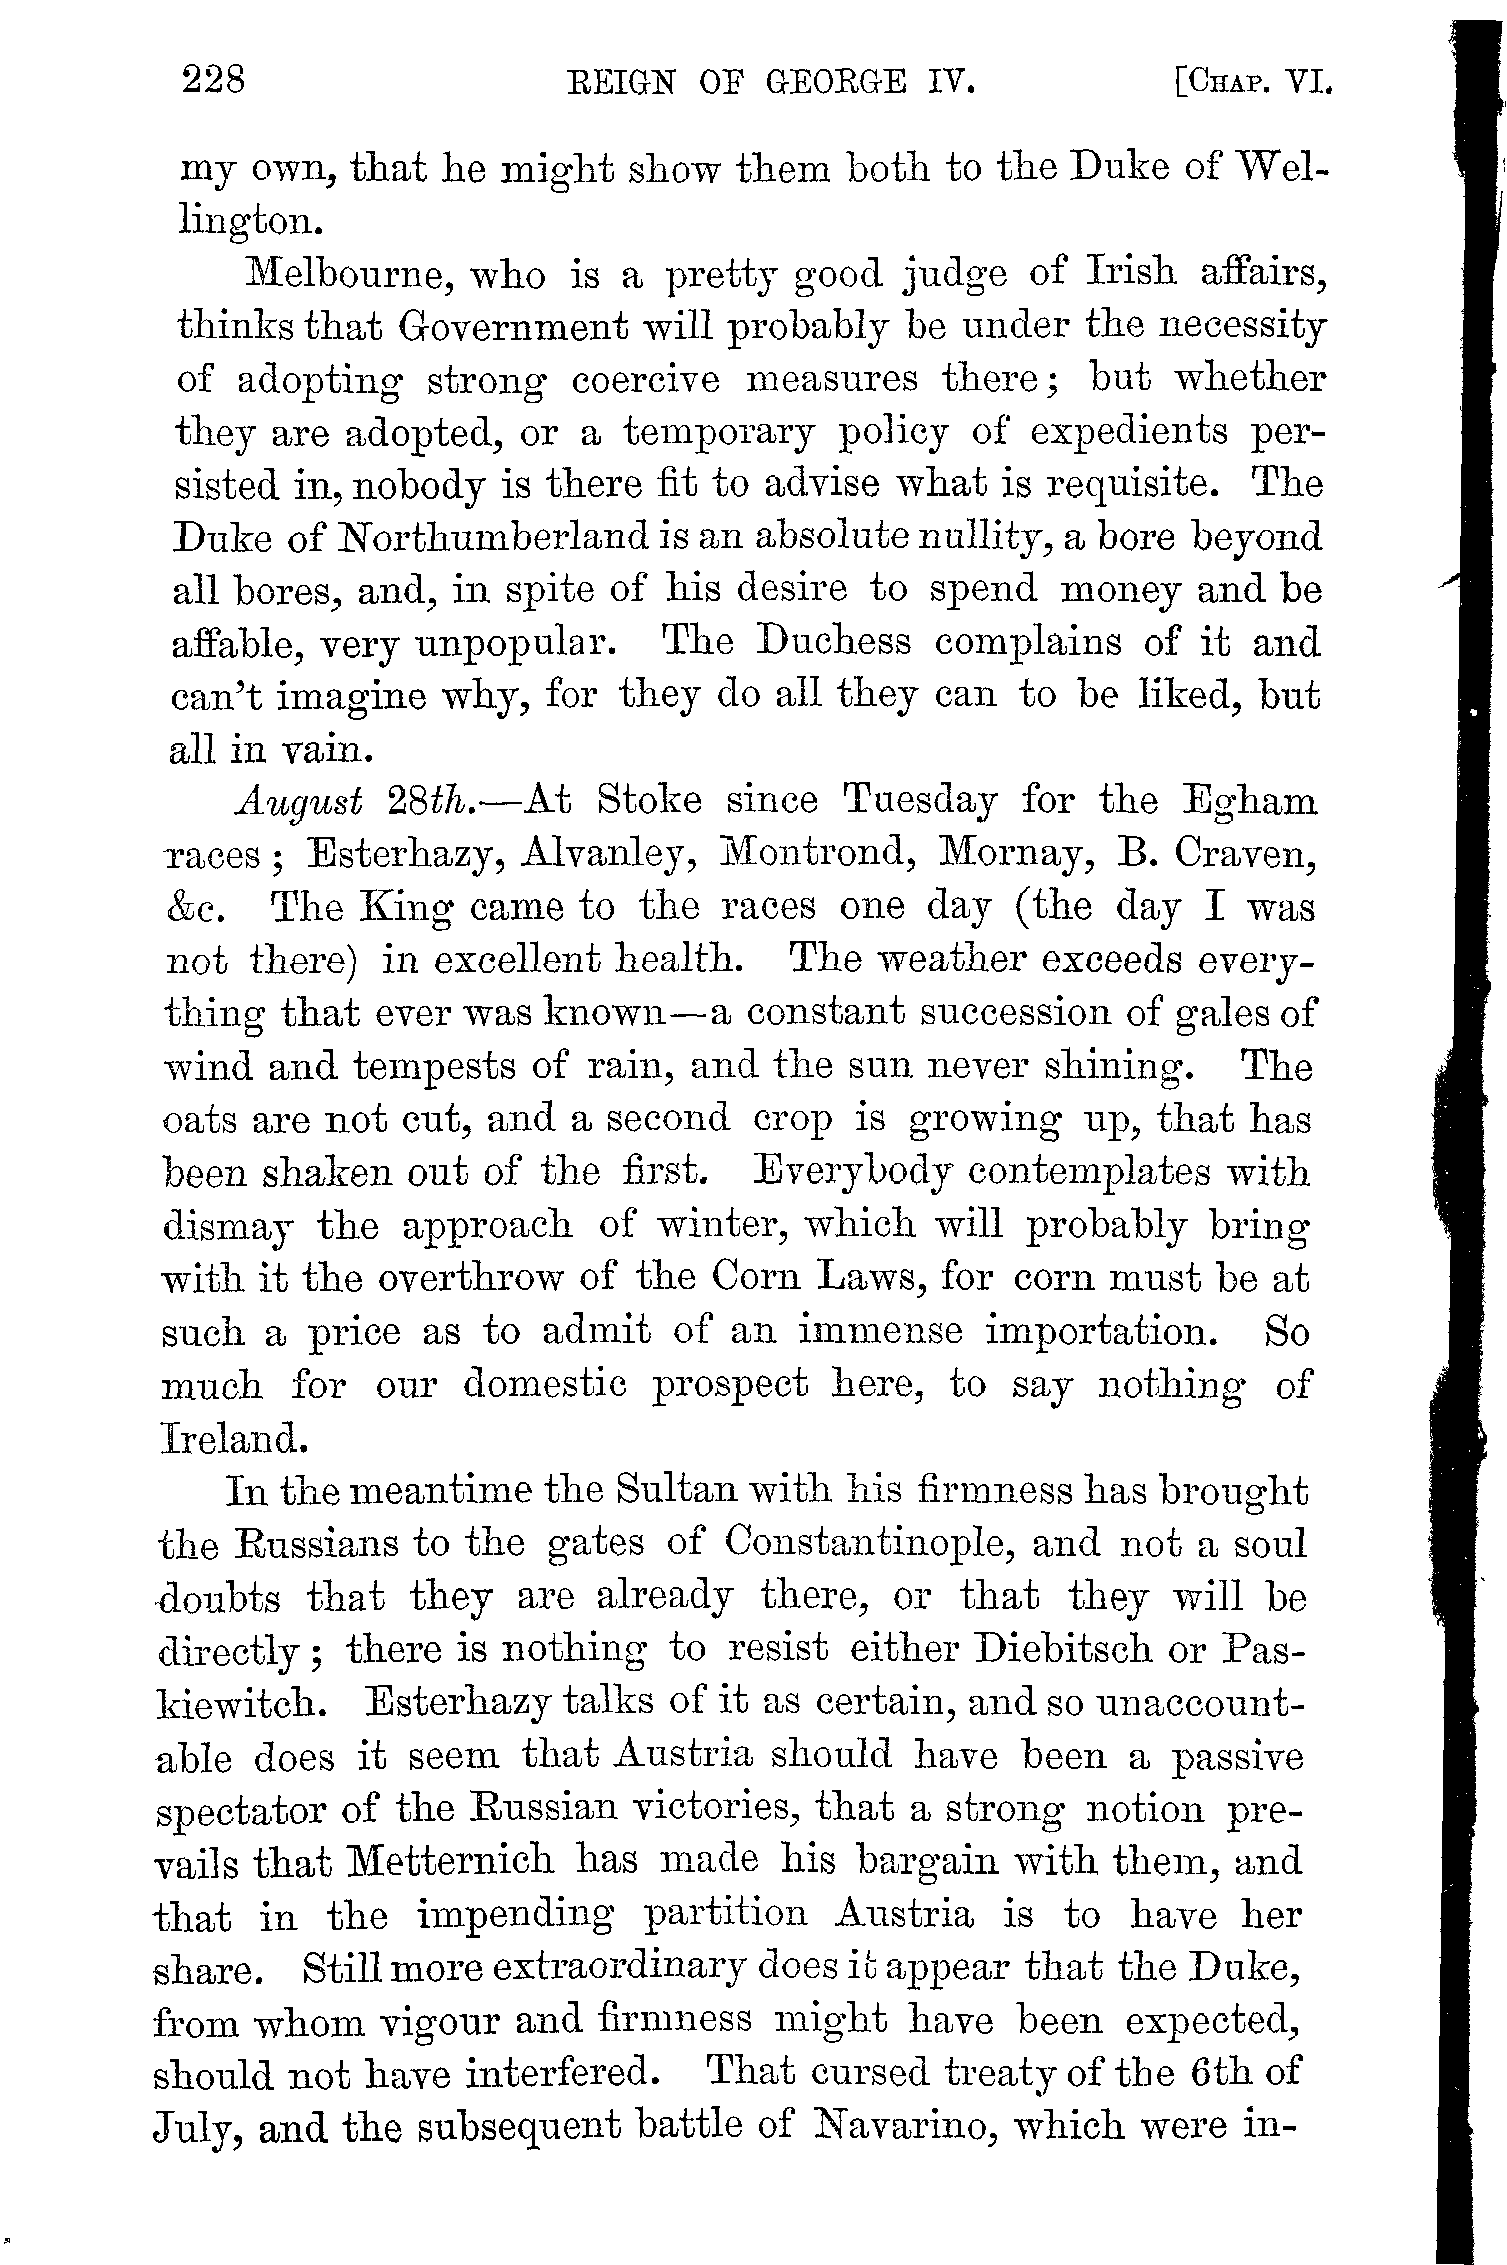 228 REIGN OF GEORGE IV. [CHAP. VI.
my own, that he might show them both to the Duke of Wel-
lington.
Melbourne, who is a pretty good judge of Irish affairs,
thinks that Government will probably be under the necessity
of adopting strong coercive measures there; but whether
they are adopted, or a temporary policy of expedients per-
sisted in, nobody is there fit to advise what is requisite. The
Duke of Northumberland is an absolute nullity, a bore beyond
all bores, and, in spite of his desire to spend money and be
affable, very unpopular. The Duchess complains of it and
can't imagine why, for they do all they can to be liked, but
all in vain.
August 28th.—At Stoke since Tuesday for the Egham
races; Esterhazy, Alvanley, Montrond, Mornay, B. Craven,
&c. The King came to the races one day (the day I was
not there) in excellent health. The weather exceeds every-
thing that ever was known—a constant succession of gales of
wind and tempests of rain, and the sun never shining. The
oats are not cut, and a second crop is growing up, that has
been shaken out of the first. Everybody contemplates with
dismay the approach of winter, which will probably bring
with it the overthrow of the Corn Laws, for corn must be at
such a price as to admit of an immense importation. So
much for our domestic prospect here, to say nothing of
Ireland.
In the meantime the Sultan with his firmness has brought
the Russians to the gates of Constantinople, and not a soul
doubts that they are already there, or that they will be
directly; there is nothing to resist either Diebitsch or Pas-
kiewitch. Esterhazy talks of it as certain, and so unaccount-
able does it seem that Austria should have been a passive
spectator of the Russian victories, that a strong notion pre-
vails that Metternich has made his bargain with them, and
that in the impending partition Austria is to have her
share. Still more extraordinary does it appear that the Duke,
from whom vigour and firmness might have been expected,
should not have interfered. That cursed treaty of the 6th of
July, and the subsequent battle of Navarino, which were in-